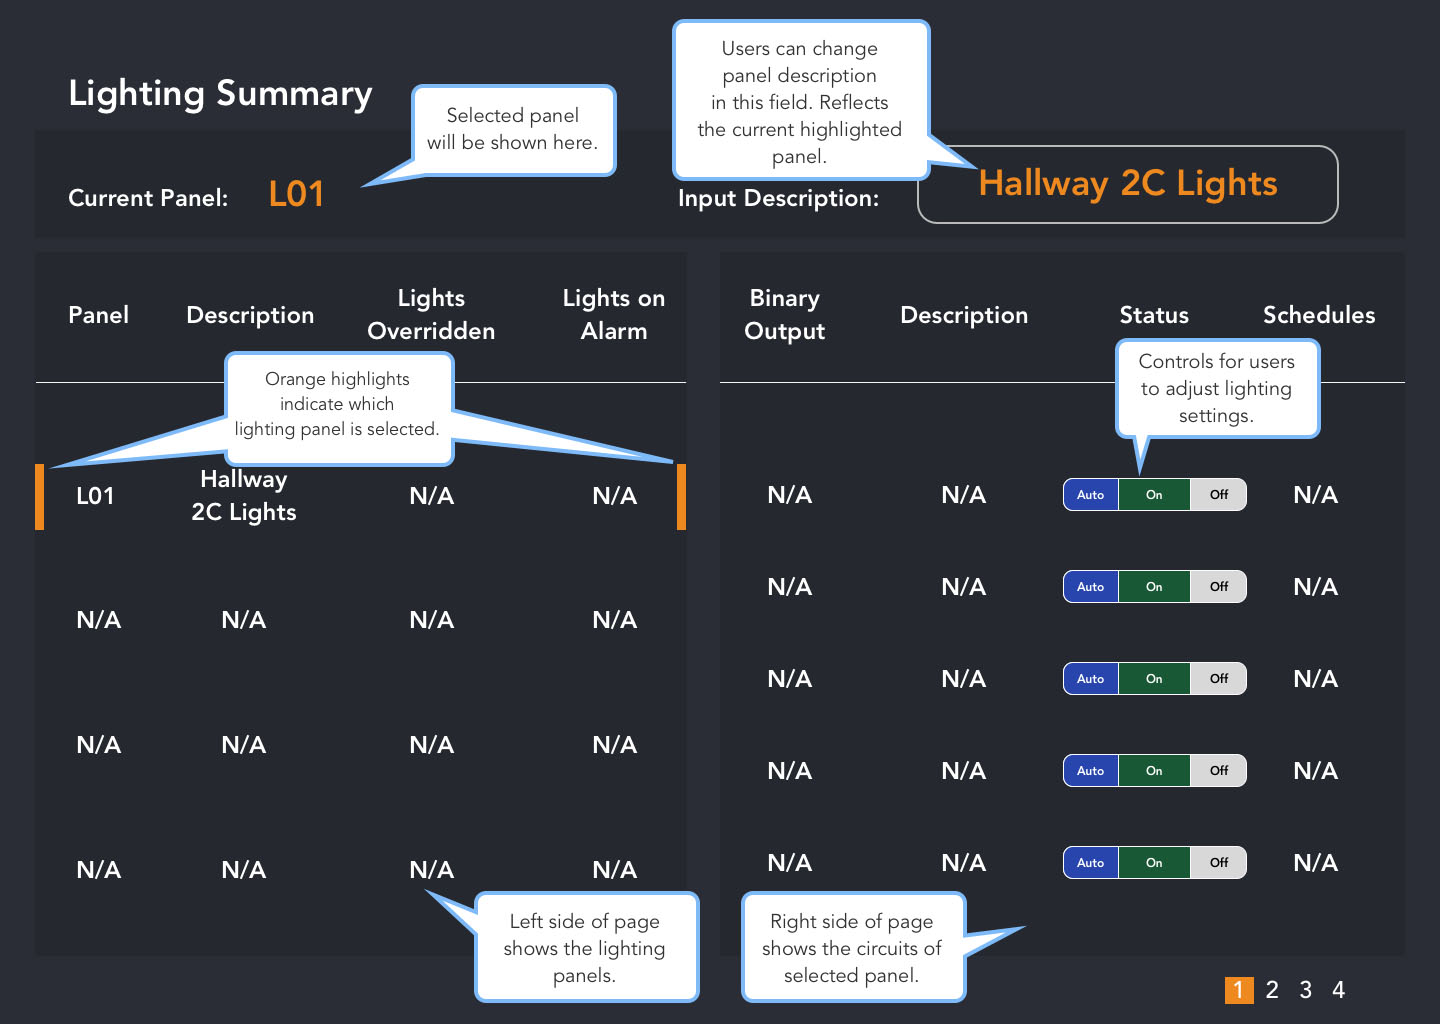 Lighting Summary
Selected panel
will be shown here.
Users can change
panel description
in this field. Reflects
the current highlighted
panel.
Current Panel: L01
Input Description: Hallway 2C Lights
Panel
Description
Lights
Overridden
Lights on
Alarm
Binary
Output
Description
Status
Schedules
Orange highlights
indicate which
lighting panel is selected.
Controls for users
to adjust lighting
settings.
L01
Hallway
2C Lights
N/A N/A
N/A N/A N/A N/A
N/A N/A N/A N/A
N/A N/A N/A N/A
N/A N/A Auto On Off N/A
N/A N/A Auto On Off N/A
N/A N/A Auto On Off N/A
N/A N/A Auto On Off N/A
N/A N/A Auto On Off N/A
Left side of page
shows the lighting
panels.
Right side of page
shows the circuits of
selected panel.
1 2 3 4